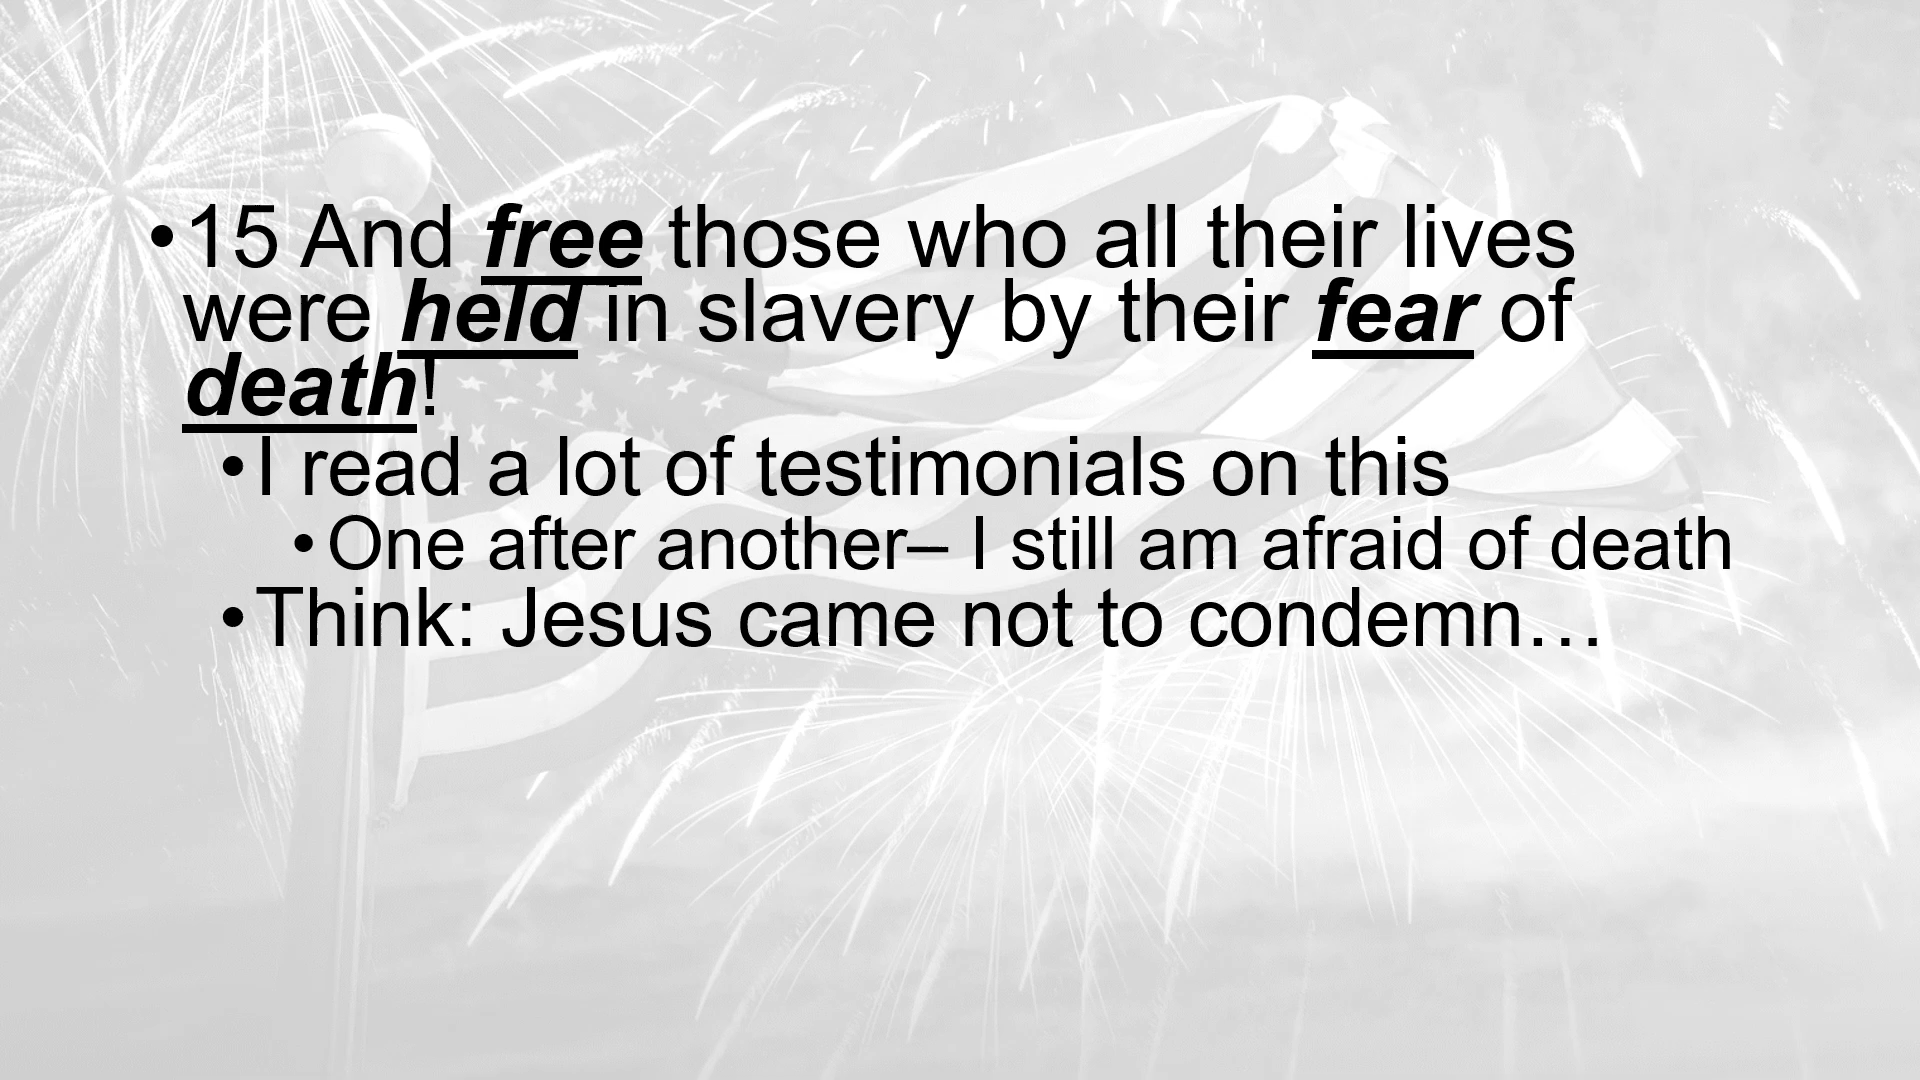 •15 And free those who all their lives
were held in slavery by their fear of
death!
•I read a lot of testimonials on this
•One after another– I still am afraid of death
•Think: Jesus came not to condemn…